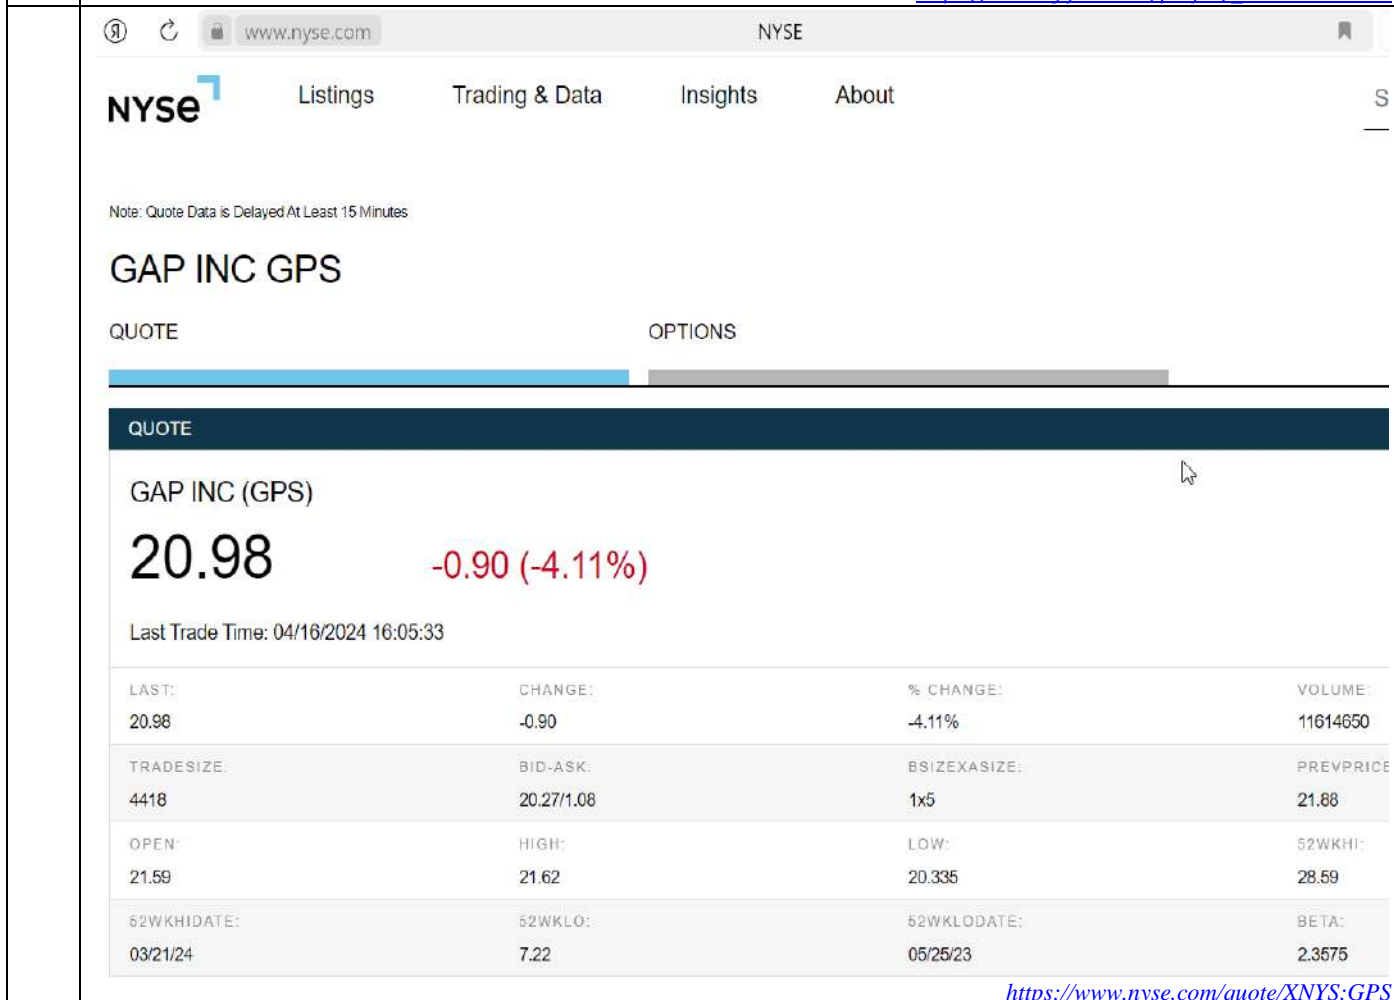 www.nyse.com NYSE
NYSE Listings Trading & Data Insights About S
Note: Quote Data is Delayed At Least 15 Minutes
GAP INC GPS
QUOTE OPTIONS
QUOTE
GAP INC (GPS)
20.98 -0.90 (-4.11%)
Last Trade Time: 04/16/2024 16:05:33
LAST: CHANGE: % CHANGE: VOLUME:
20.98 -0.90 -4.11% 11614650
TRADESIZE: BID-ASK: BSIZEXASIZE: PREVPRICE
4418 20.27/1.08 1x5 21.88
OPEN: HIGH: LOW: 52WKHI:
21.59 21.62 20.335 28.59
52WKHIDATE: 52WKLO: 52WKLODATE: BETA:
03/21/24 7.22 05/25/23 2.3575
https://www.nyse.com/quote/XNYS:GPS